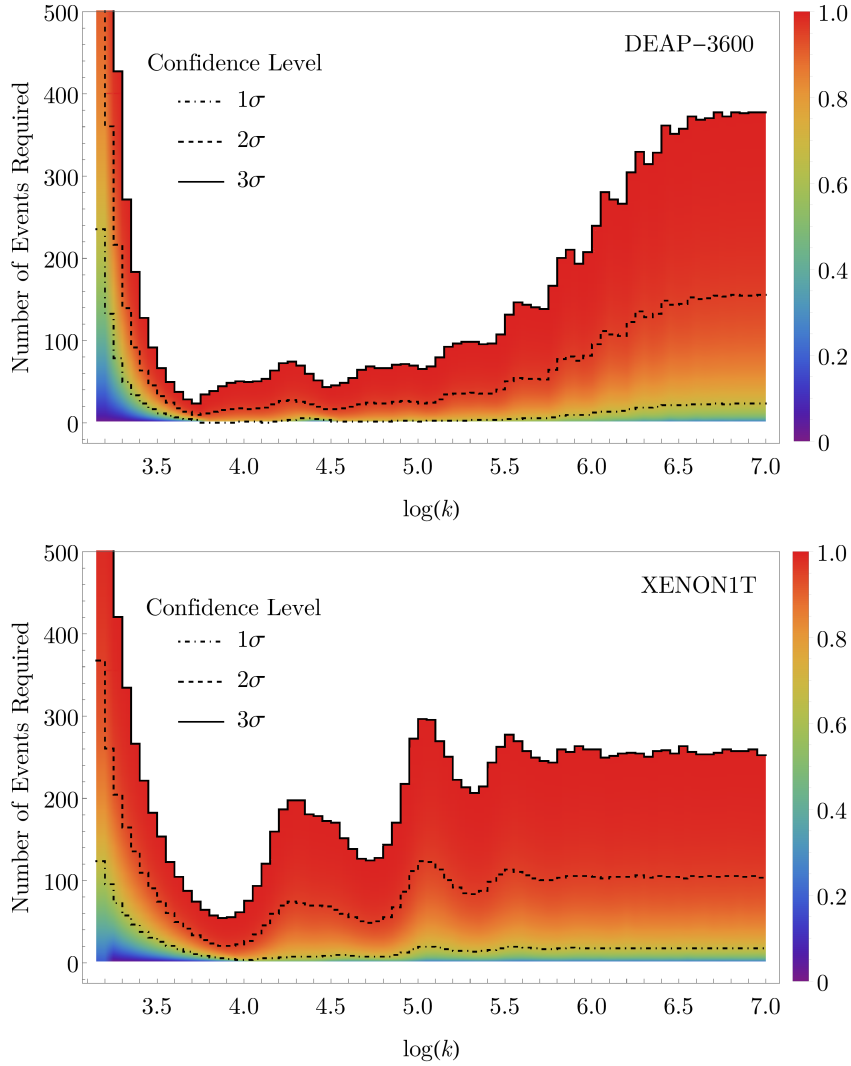 DEAP−3600
Confidence Level
1σ
2σ
3σ
Number of Events Required
500
400
300
200
100
0
3.5 4.0 4.5 5.0 5.5 6.0 6.5 7.0
log(k)
1.0
0.8
0.6
0.4
0.2
0
XENON1T
Confidence Level
1σ
2σ
3σ
Number of Events Required
500
400
300
200
100
0
3.5 4.0 4.5 5.0 5.5 6.0 6.5 7.0
log(k)
1.0
0.8
0.6
0.4
0.2
0